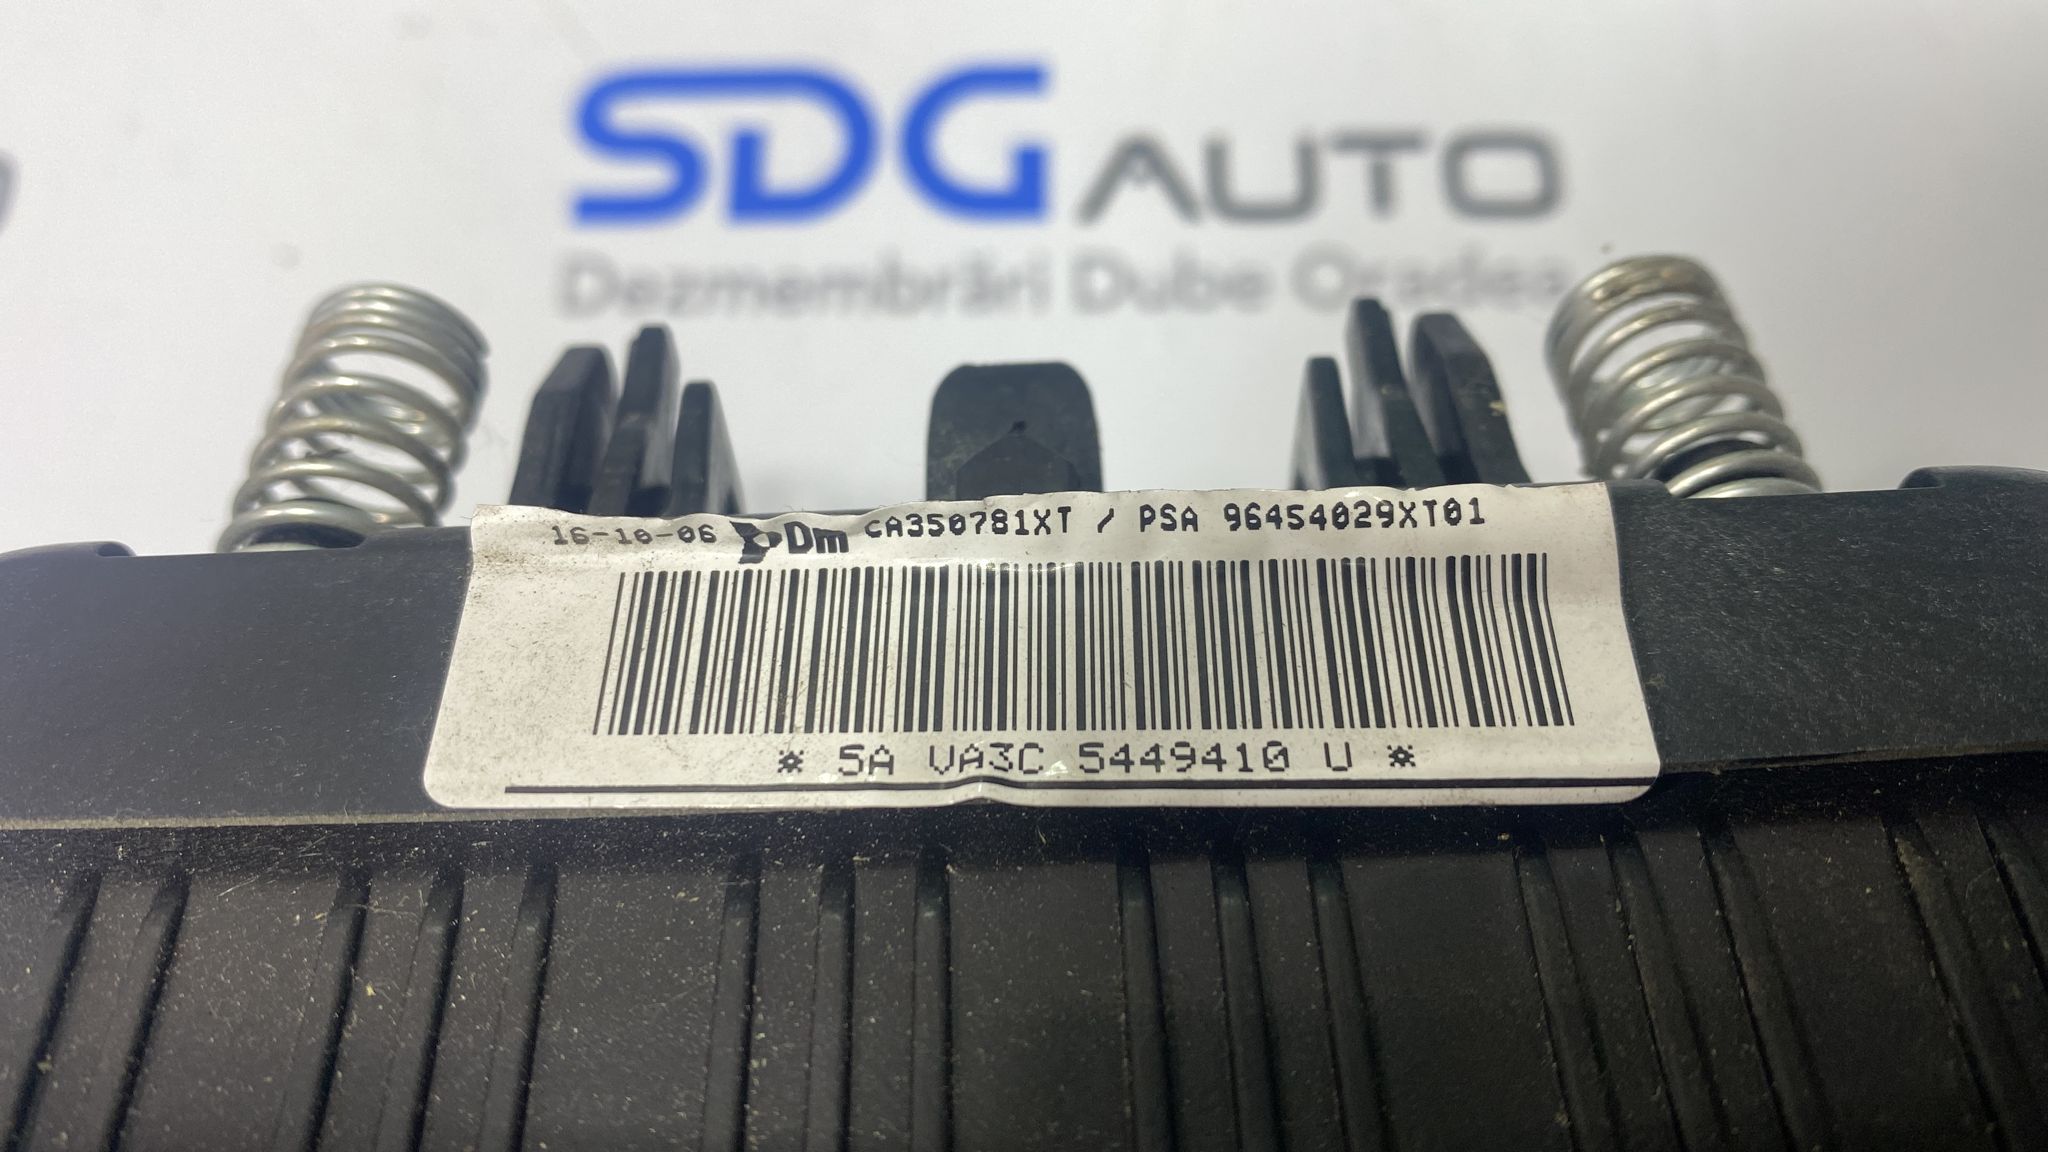 SDG AUTO
Dezmembrări Dube Oradea
16-10-06 Dm CA350781XT / PSA 96454029XT01
* 5A VA3C 5449410 U *